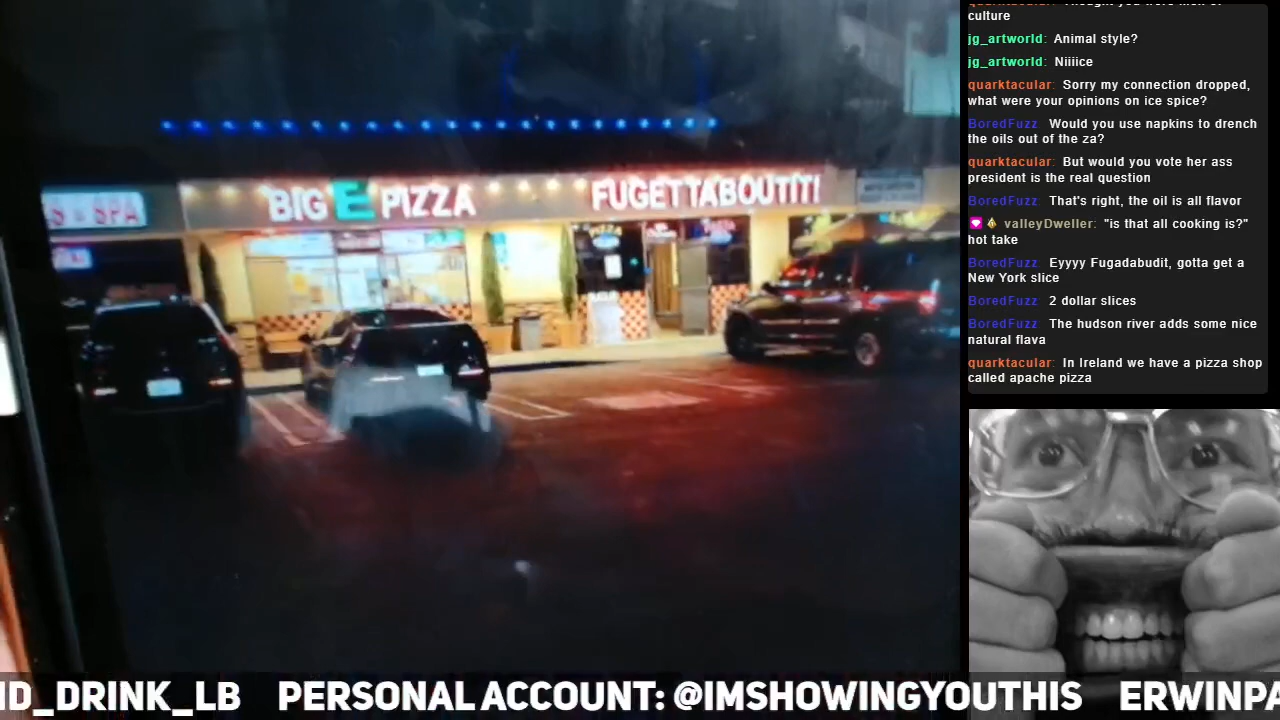 S & SPA
BIG E PIZZA
FUGETTABOUTIT!
PIZZA
culture
jg_artworld: Animal style?
jg_artworld: Niiiice
quarktacular: Sorry my connection dropped,
what were your opinions on ice spice?
BoredFuzz: Would you use napkins to drench
the oils out of the za?
quarktacular: But would you vote her ass
president is the real question
BoredFuzz: That's right, the oil is all flavor
valleyDweller: "is that all cooking is?"
hot take
BoredFuzz: Eyyyy Fugadabudit, gotta get a
New York slice
BoredFuzz: 2 dollar slices
BoredFuzz: The hudson river adds some nice
natural flava
quarktacular: In Ireland we have a pizza shop
called apache pizza
ND_DRINK_LB PERSONAL ACCOUNT: @IMSHOWINGYOUTHIS ERWINPA